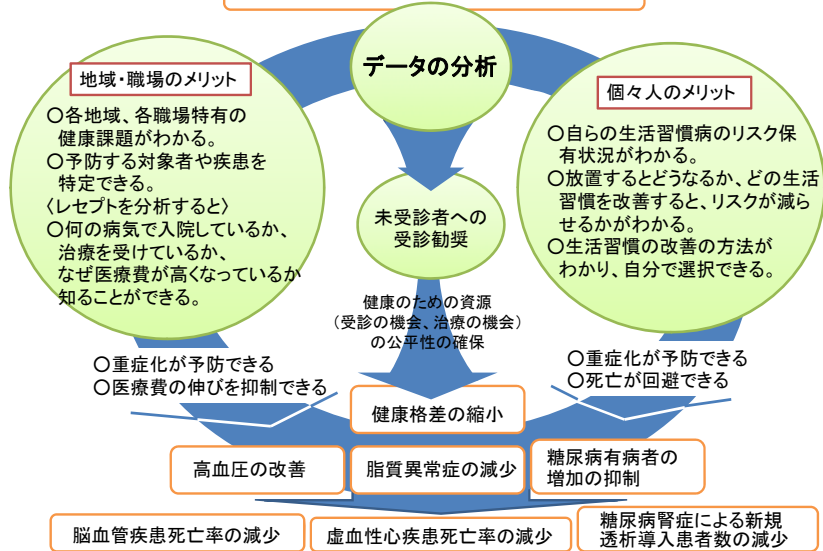 データの分析
地域・職場のメリット
○各地域、各職場特有の
健康課題がわかる。
○予防する対象者や疾患を
特定できる。
〈レセプトを分析すると〉
○何の病気で入院しているか、
治療を受けているか、
なぜ医療費が高くなっているか
知ることができる。
個々人のメリット
○自らの生活習慣病のリスク保
有状況がわかる。
○放置するとどうなるか、どの生活
習慣を改善すると、リスクが減ら
せるかがわかる。
○生活習慣の改善の方法が
わかり、自分で選択できる。
未受診者への
受診勧奨
健康のための資源
（受診の機会、治療の機会）
の公平性の確保
○重症化が予防できる
○医療費の伸びを抑制できる
○重症化が予防できる
○死亡が回避できる
健康格差の縮小
高血圧の改善
脂質異常症の減少
糖尿病有病者の
増加の抑制
脳血管疾患死亡率の減少
虚血性心疾患死亡率の減少
糖尿病腎症による新規
透析導入患者数の減少